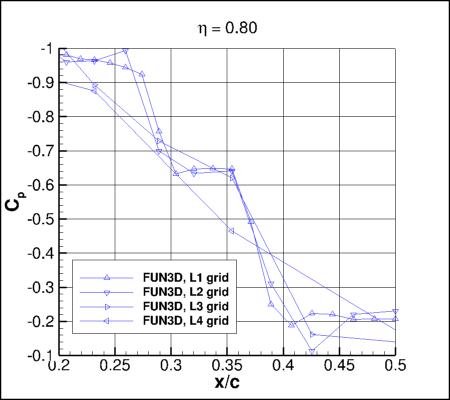 η = 0.80
-1
-0.9
-0.8
-0.7
-0.6
-0.5
-0.4
-0.3
-0.2
-0.1
Cp
FUN3D, L1 grid
FUN3D, L2 grid
FUN3D, L3 grid
FUN3D, L4 grid
0.2 0.25 0.3 0.35 0.4 0.45 0.5
x/c